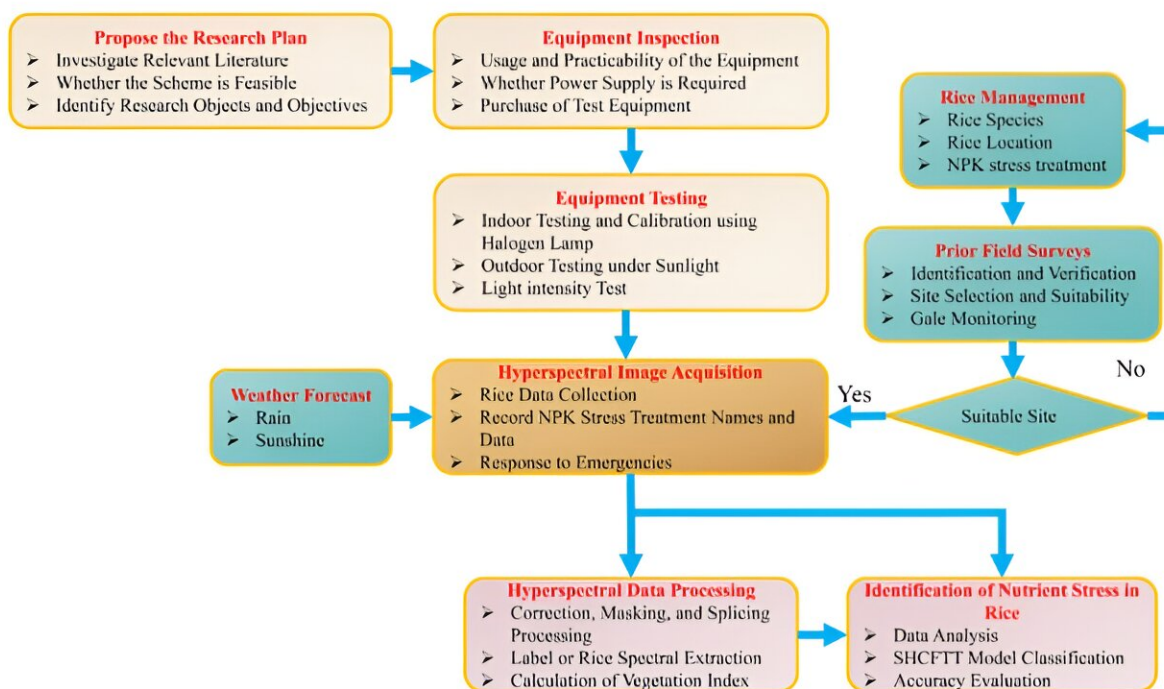 Propose the Research Plan
➢ Investigate Relevant Literature
➢ Whether the Scheme is Feasible
➢ Identify Research Objects and Objectives
Equipment Inspection
➢ Usage and Practicability of the Equipment
➢ Whether Power Supply is Required
➢ Purchase of Test Equipment
Equipment Testing
➢ Indoor Testing and Calibration using
Halogen Lamp
➢ Outdoor Testing under Sunlight
➢ Light intensity Test
Rice Management
➢ Rice Species
➢ Rice Location
➢ NPK stress treatment
Prior Field Surveys
➢ Identification and Verification
➢ Site Selection and Suitability
➢ Gale Monitoring
Suitable Site
Yes
No
Weather Forecast
➢ Rain
➢ Sunshine
Hyperspectral Image Acquisition
➢ Rice Data Collection
➢ Record NPK Stress Treatment Names and
Data
➢ Response to Emergencies
Hyperspectral Data Processing
➢ Correction, Masking, and Splicing
Processing
➢ Label or Rice Spectral Extraction
➢ Calculation of Vegetation Index
Identification of Nutrient Stress in
Rice
➢ Data Analysis
➢ SHCFTT Model Classification
➢ Accuracy Evaluation